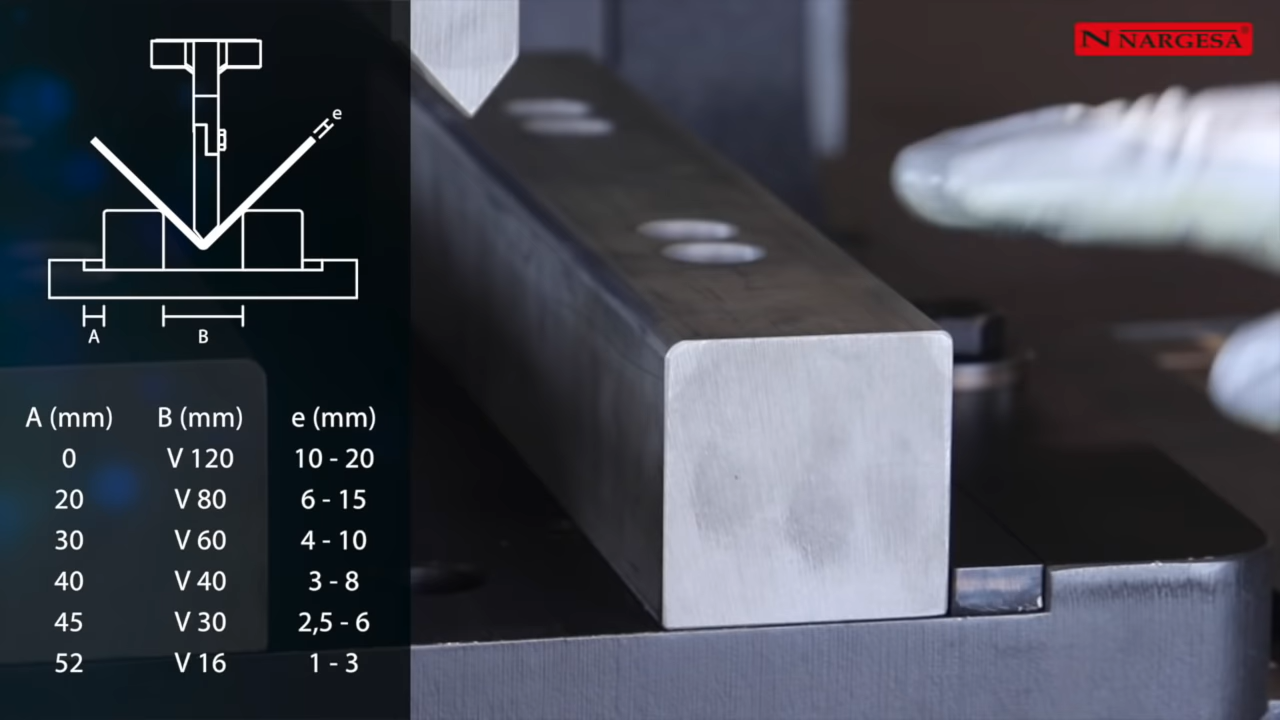 NARGESA
e
A
B
A (mm) B (mm) e (mm)
0 V 120 10 - 20
20 V 80 6 - 15
30 V 60 4 - 10
40 V 40 3 - 8
45 V 30 2,5 - 6
52 V 16 1 - 3